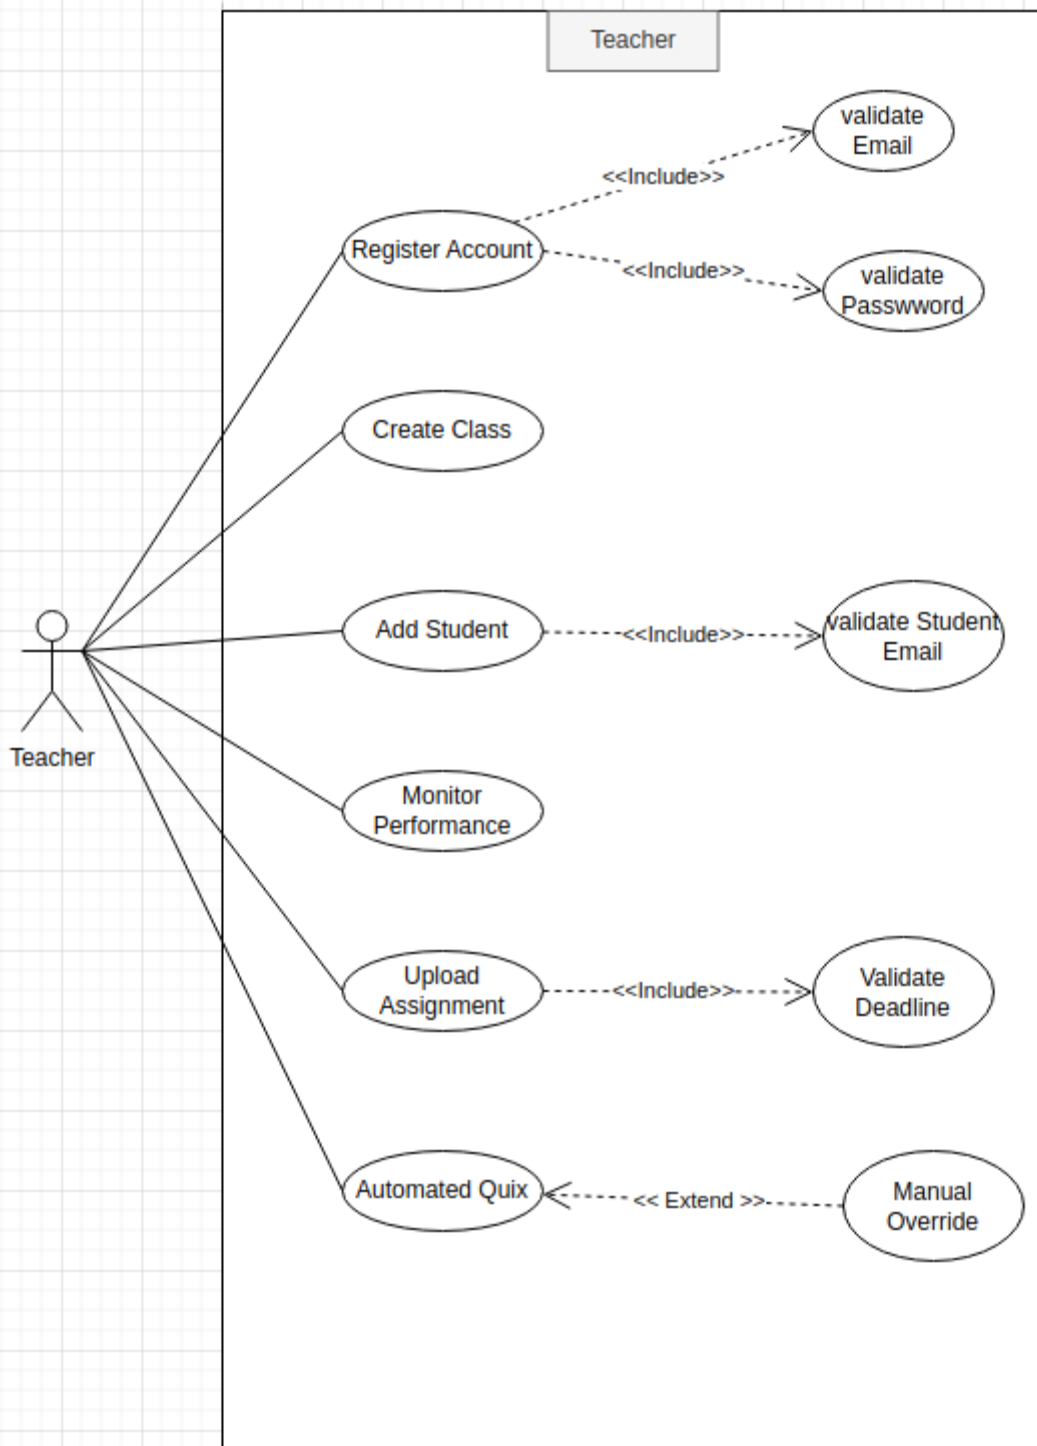 Teacher
validate
Email
<<Include>>
Register Account
<<Include>>
validate
Passwword
Create Class
Add Student
<<Include>>
validate Student
Email
Teacher
Monitor
Performance
Upload
Assignment
<<Include>>
Validate
Deadline
Automated Quix
<< Extend >>
Manual
Override